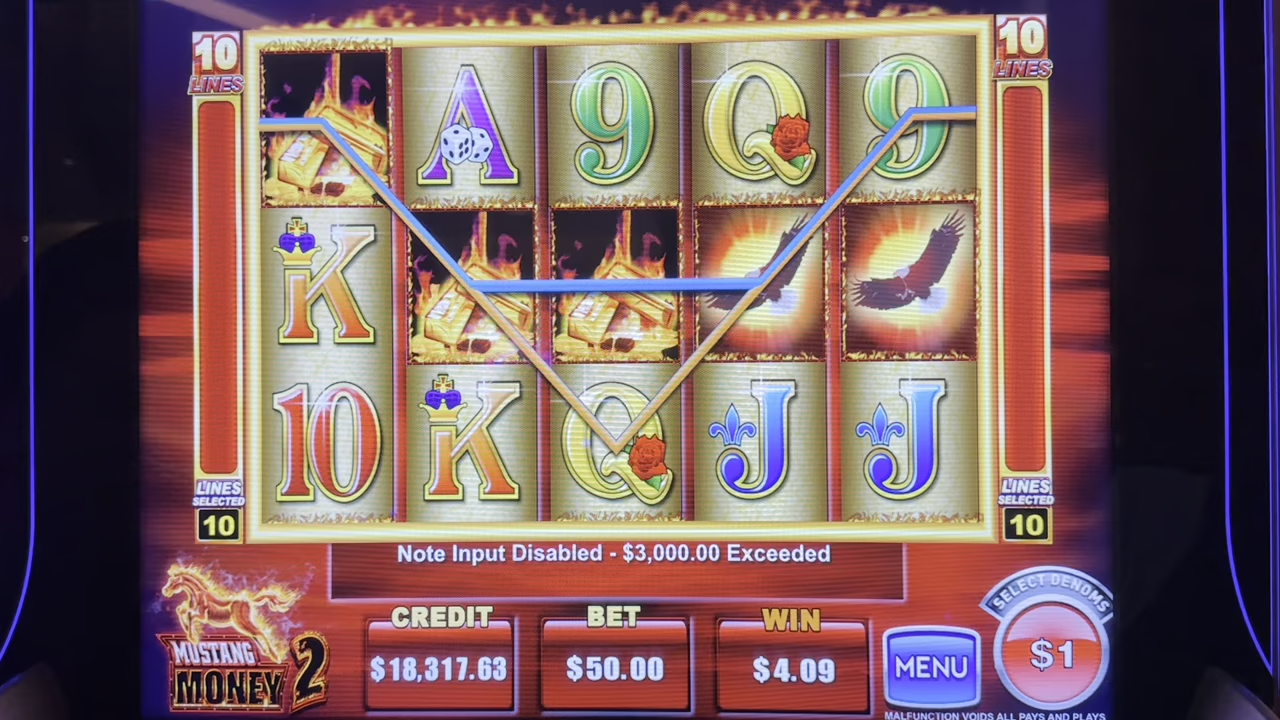 10 LINES
10 LINES
A 9 Q 9
K
10 K Q J J
LINES SELECTED 10
LINES SELECTED 10
Note Input Disabled - $3,000.00 Exceeded
SELECT DENOMS
CREDIT BET WIN
$18,317.63 $50.00 $4.09
MENU
$1
MUSTANG
MONEY 2
MALFUNCTION VOIDS ALL PAYS AND PLAYS